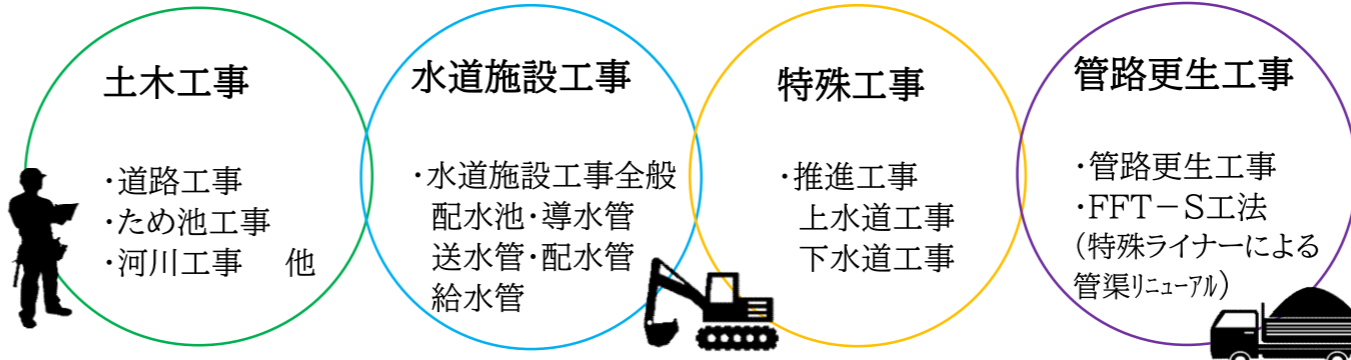 土木工事
・道路工事
・ため池工事
・河川工事　他
水道施設工事
・水道施設工事全般
配水池・導水管
送水管・配水管
給水管
特殊工事
・推進工事
上水道工事
下水道工事
管路更生工事
・管路更生工事
・FFT－S工法
(特殊ライナーによる
管渠リニューアル)